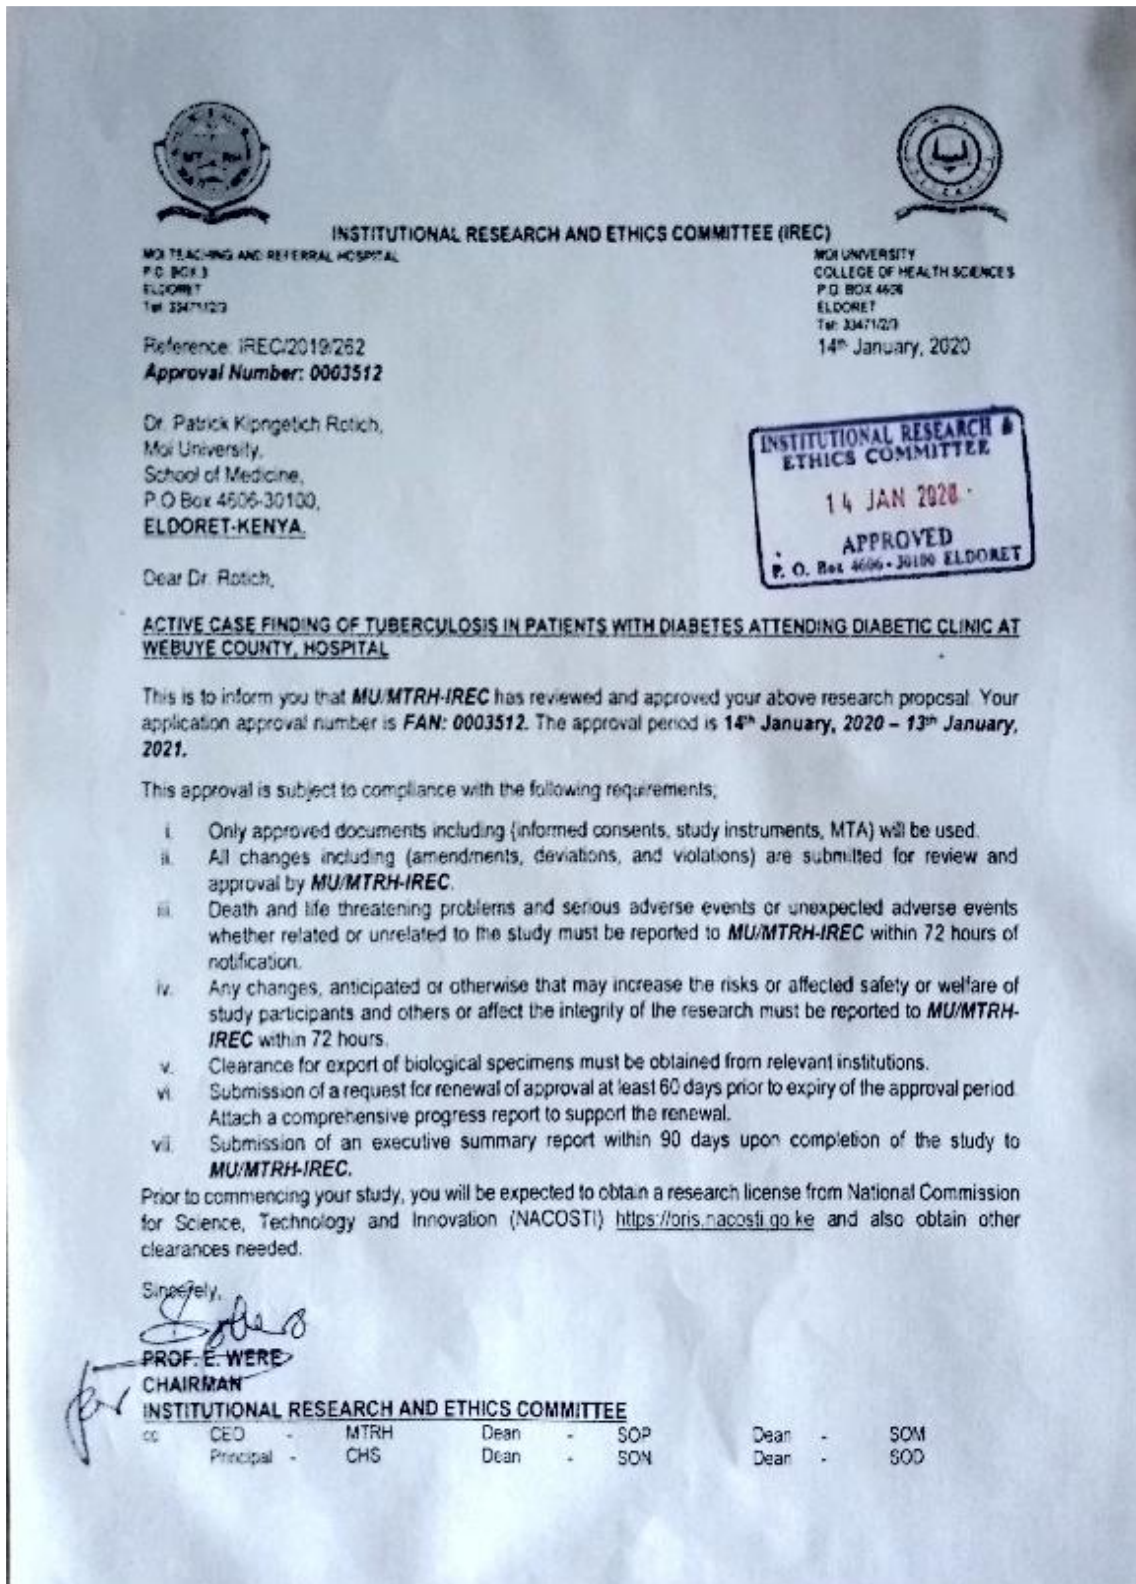 INSTITUTIONAL RESEARCH AND ETHICS COMMITTEE (IREC)
MOI TEACHING AND REFERRAL HOSPITAL
P.O. BOX 3
ELDORET
Tel: 33471/2/3
MOI UNIVERSITY
COLLEGE OF HEALTH SCIENCES
P.O. BOX 4606
ELDORET
Tel: 33471/2/3
Reference: IREC/2019/262
14th January, 2020
Approval Number: 0003512
Dr. Patrick Kipngetich Rotich,
Moi University,
School of Medicine,
P.O Box 4606-30100,
ELDORET-KENYA.
INSTITUTIONAL RESEARCH &
ETHICS COMMITTEE
14 JAN 2020
APPROVED
P. O. Box 4606 - 30100 ELDORET
Dear Dr. Rotich,
ACTIVE CASE FINDING OF TUBERCULOSIS IN PATIENTS WITH DIABETES ATTENDING DIABETIC CLINIC AT
WEBUYE COUNTY, HOSPITAL
This is to inform you that MU/MTRH-IREC has reviewed and approved your above research proposal. Your
application approval number is FAN: 0003512. The approval period is 14th January, 2020 – 13th January,
2021.
This approval is subject to compliance with the following requirements;
i. Only approved documents including (informed consents, study instruments, MTA) will be used.
ii. All changes including (amendments, deviations, and violations) are submitted for review and
approval by MU/MTRH-IREC.
iii. Death and life threatening problems and serious adverse events or unexpected adverse events
whether related or unrelated to the study must be reported to MU/MTRH-IREC within 72 hours of
notification.
iv. Any changes, anticipated or otherwise that may increase the risks or affected safety or welfare of
study participants and others or affect the integrity of the research must be reported to MU/MTRH-
IREC within 72 hours.
v. Clearance for export of biological specimens must be obtained from relevant institutions.
vi. Submission of a request for renewal of approval at least 60 days prior to expiry of the approval period.
Attach a comprehensive progress report to support the renewal.
vii. Submission of an executive summary report within 90 days upon completion of the study to
MU/MTRH-IREC.
Prior to commencing your study, you will be expected to obtain a research license from National Commission
for Science, Technology and Innovation (NACOSTI) https://oris.nacosti.go.ke and also obtain other
clearances needed.
Sincerely,
PROF. E. WERE
CHAIRMAN
INSTITUTIONAL RESEARCH AND ETHICS COMMITTEE
cc CEO - MTRH Dean - SOP Dean - SOM
Principal - CHS Dean - SON Dean - SOD